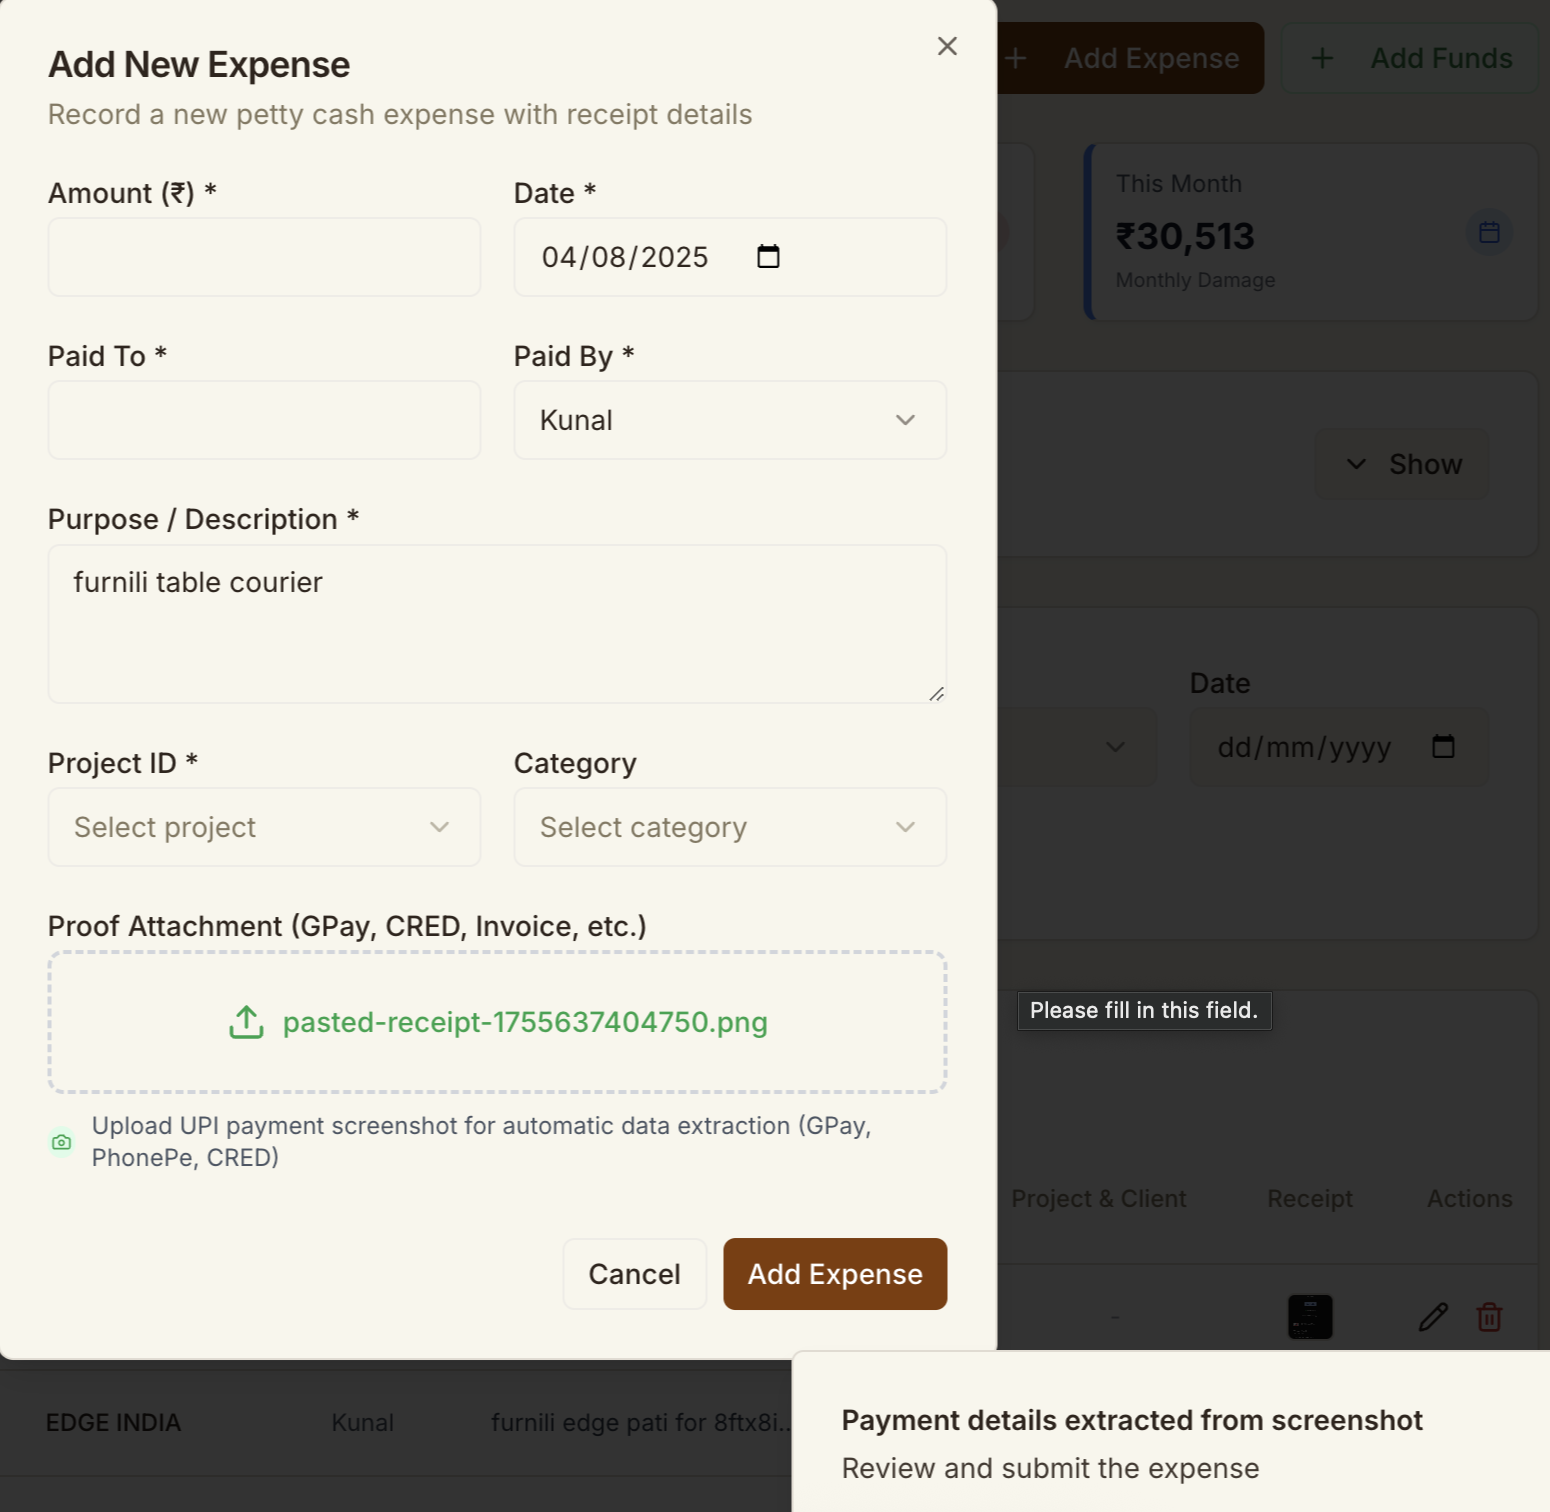 Add New Expense
Record a new petty cash expense with receipt details
Amount (₹) *
Date *
04/08/2025
Paid To *
Paid By *
Kunal
Purpose / Description *
furnili table courier
Project ID *
Category
Select project
Select category
Proof Attachment (GPay, CRED, Invoice, etc.)
pasted-receipt-1755637404750.png
Upload UPI payment screenshot for automatic data extraction (GPay,
PhonePe, CRED)
Cancel
Add Expense
Add Expense
Add Funds
This Month
₹30,513
Monthly Damage
Show
Date
dd/mm/yyyy
Please fill in this field.
Project & Client
Receipt
Actions
-
EDGE INDIA
Kunal
furnili edge pati for 8ftx8i..
Payment details extracted from screenshot
Review and submit the expense